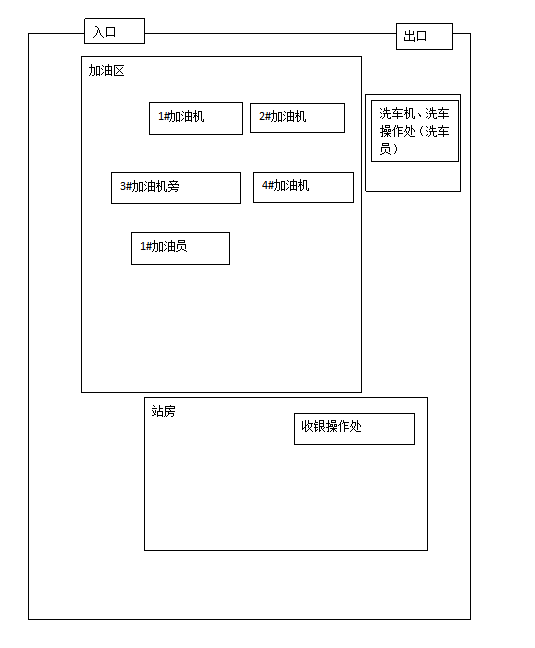 入口
出口
加油区
1#加油机
2#加油机
洗车机、洗车
操作处（洗车
员）
3#加油机旁
4#加油机
1#加油员
站房
收银操作处